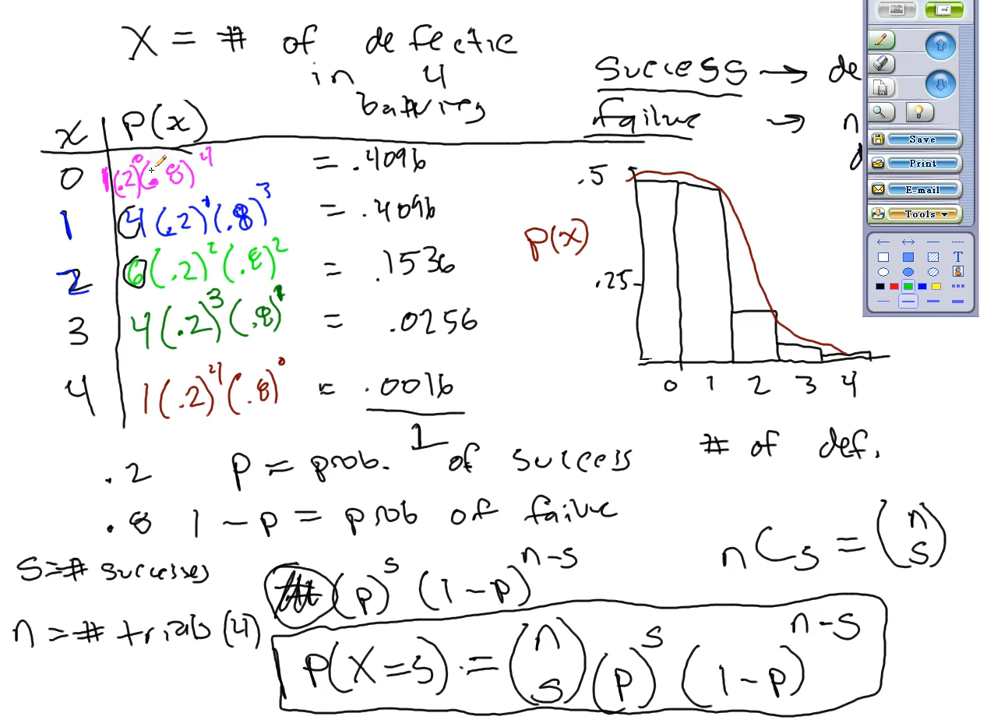 X = # of defectie
in 4
batturies
success → de
failure → n
x P(x)
0 1(.2)⁰(.8)⁴ = .4096
1 4(.2)¹(.8)³ = .4096
2 6(.2)²(.8)² = .1536
3 4(.2)³(.8)¹ = .0256
4 1(.2)⁴(.8)⁰ = .0016
1
.5
P(x)
.25
0 1 2 3 4
# of def.
.2 p = prob. of success
.8 1-p = prob of failure
s=# successes
n=# trials (4)
(p)^s (1-p)^(n-s)
nCs = (n s)
P(X=s) = (n s) (p)^s (1-p)^(n-s)
Save
Print
E-mail
Tools
T